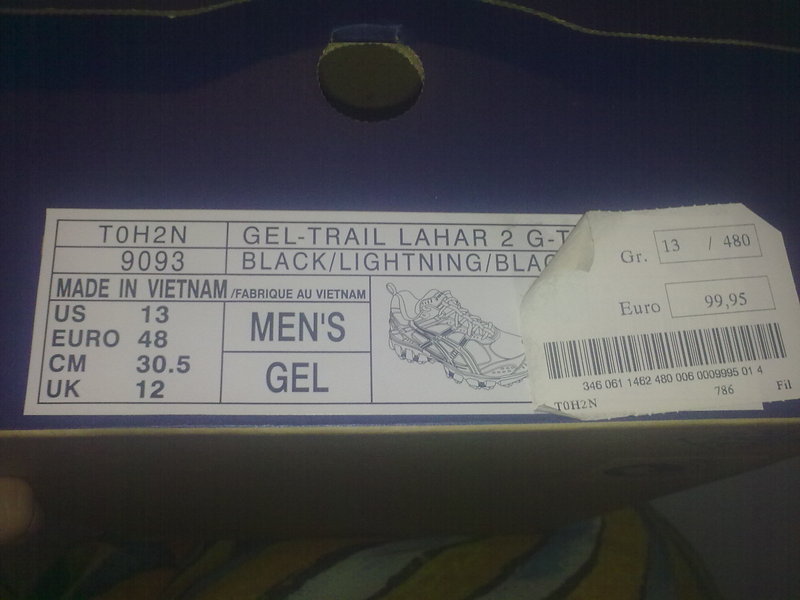 T0H2N GEL-TRAIL LAHAR 2 G-T
9093 BLACK/LIGHTNING/BLAC
MADE IN VIETNAM /FABRIQUE AU VIETNAM
US 13
EURO 48
CM 30.5
UK 12
MEN'S
GEL
Gr. 13 / 480
Euro 99,95
346 061 1462 480 006 0009995 01 4
T0H2N 786 Fil